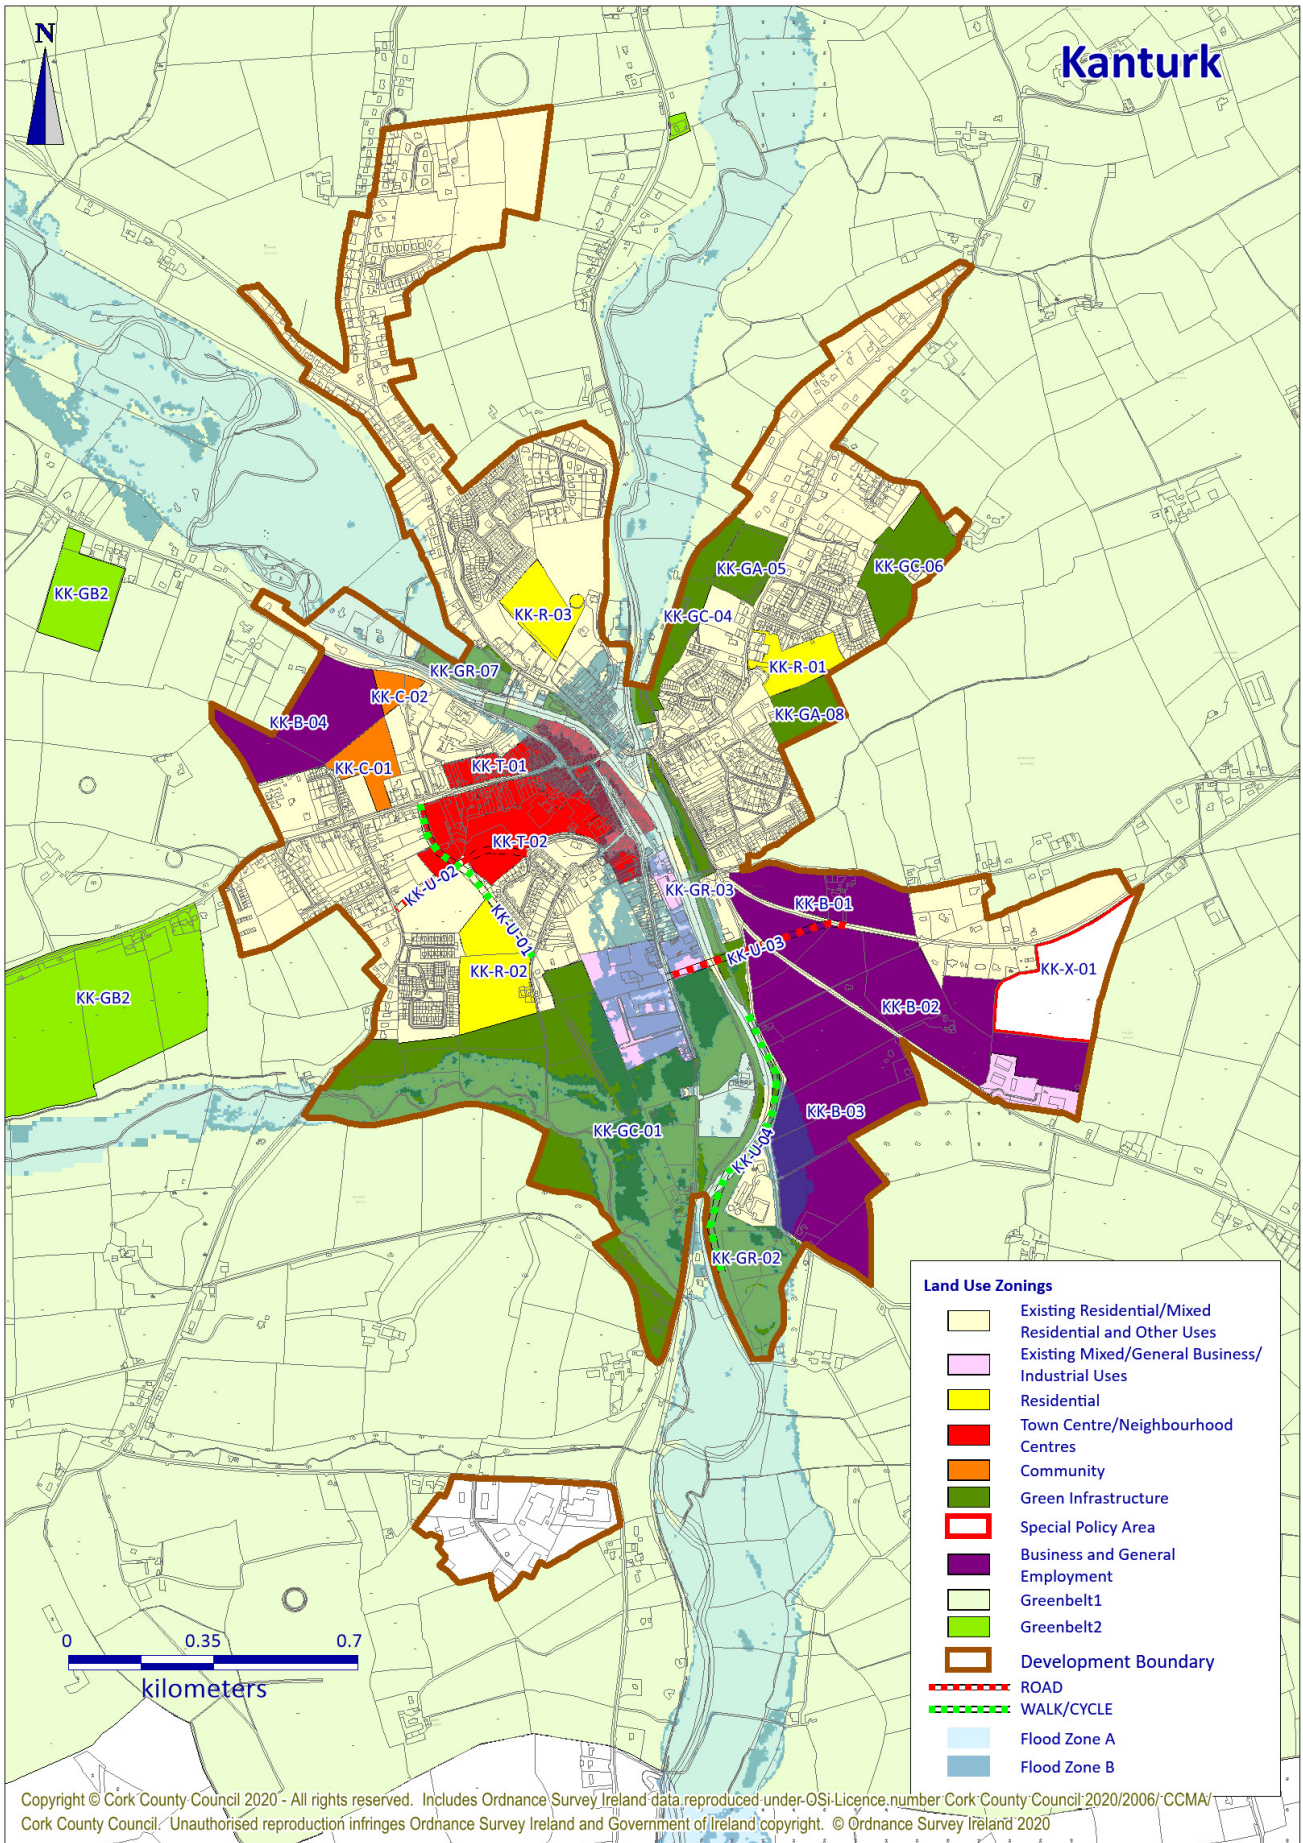 N
Kanturk
KK-GB2
KK-R-03
KK-GA-05
KK-GC-06
KK-GC-04
KK-GR-07
KK-R-01
KK-C-02
KK-B-04
KK-GA-08
KK-C-01
KK-T-01
KK-T-02
KK-U-02
KK-GR-03
KK-B-01
KK-U-01
KK-U-03
KK-R-02
KK-X-01
KK-GB2
KK-B-02
KK-B-03
KK-GC-01
KK-U-04
KK-GR-02
Land Use Zonings
Existing Residential/Mixed
Residential and Other Uses
Existing Mixed/General Business/
Industrial Uses
Residential
Town Centre/Neighbourhood
Centres
Community
Green Infrastructure
Special Policy Area
Business and General
Employment
Greenbelt1
Greenbelt2
Development Boundary
ROAD
WALK/CYCLE
Flood Zone A
Flood Zone B
0 0.35 0.7
kilometers
Copyright © Cork County Council 2020 - All rights reserved. Includes Ordnance Survey Ireland data reproduced under OSi Licence number Cork County Council 2020/2006/ CCMA/
Cork County Council. Unauthorised reproduction infringes Ordnance Survey Ireland and Government of Ireland copyright. © Ordnance Survey Ireland 2020